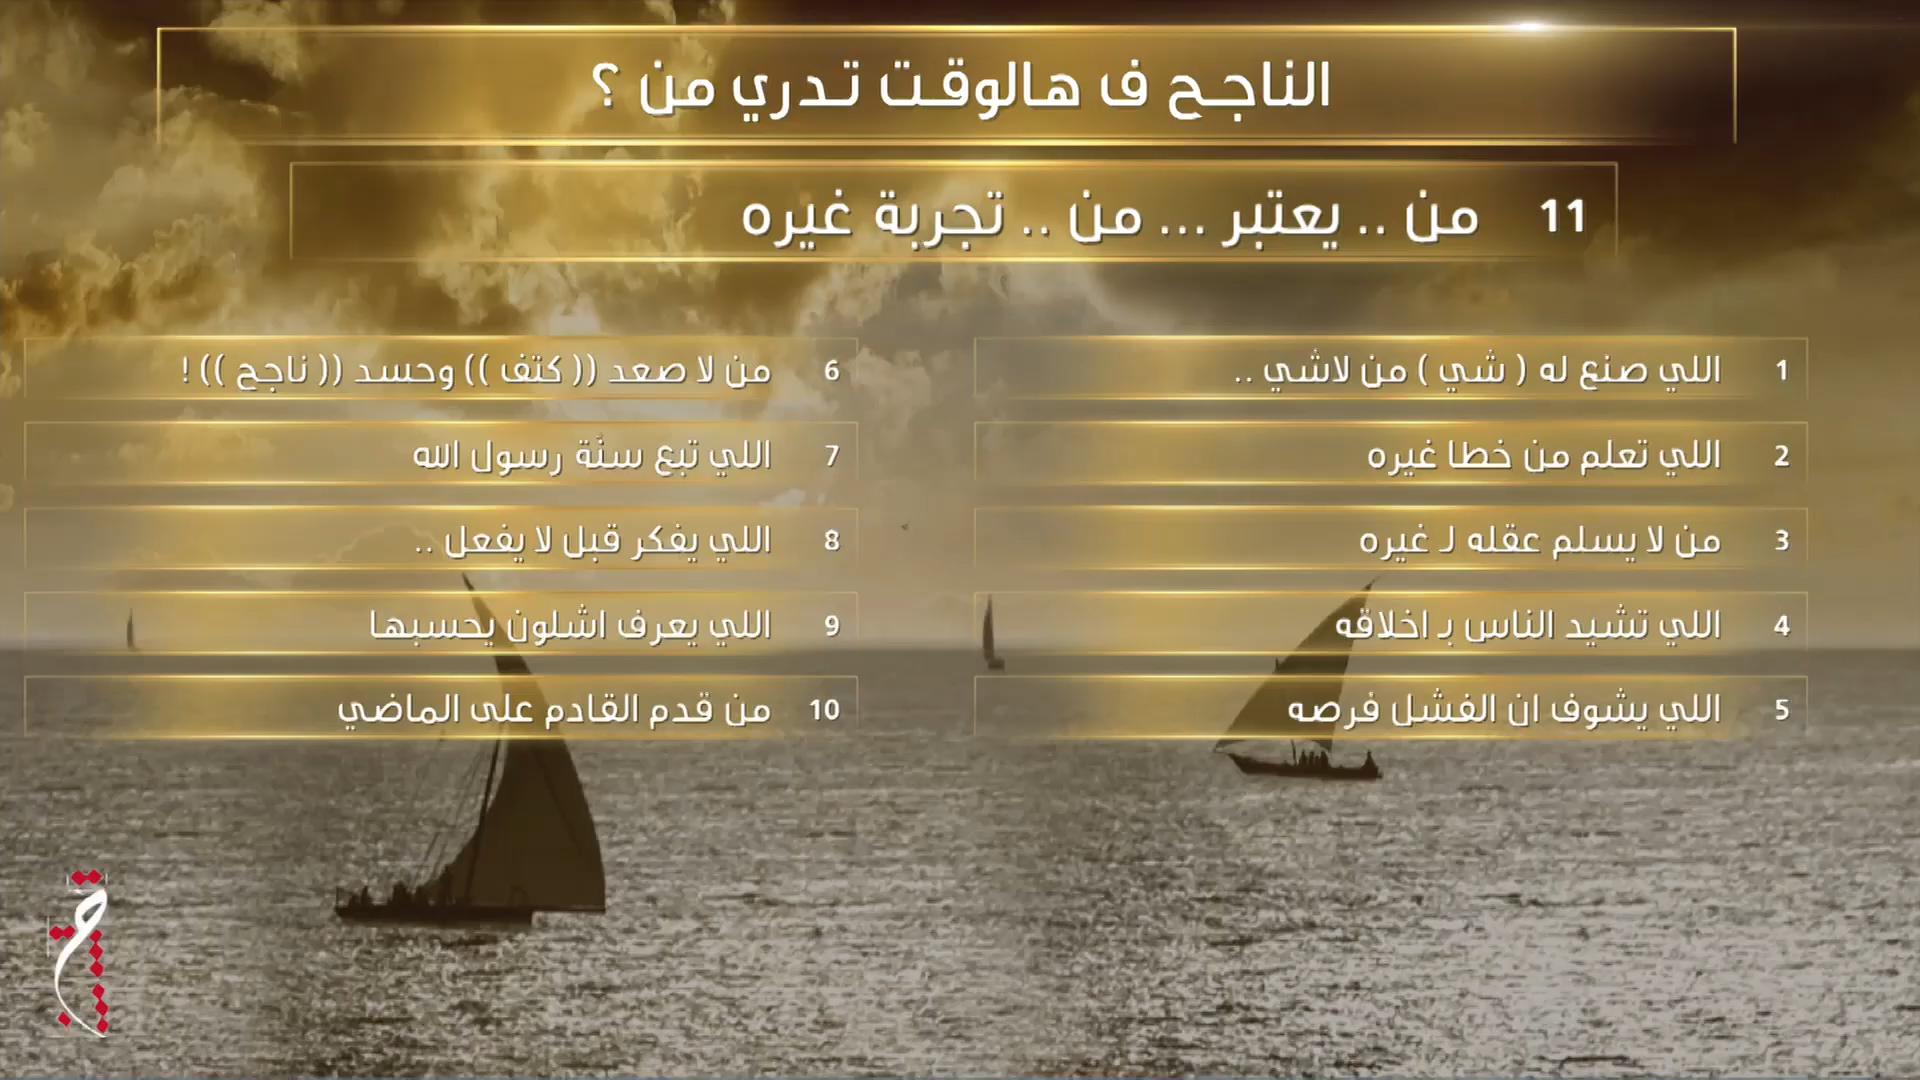 الناجح ف هالوقت تدري من ؟
11 من .. يعتبر ... من .. تجربة غيره
1 اللي صنع له ( شي ) من لاشي ..
2 اللي تعلم من خطا غيره
3 من لا يسلم عقله لـ غيره
4 اللي تشيد الناس بـ اخلاقه
5 اللي يشوف ان الفشل فرصه
6 من لا صعد (( كتف )) وحسد (( ناجح )) !
7 اللي تبع سنة رسول الله
8 اللي يفكر قبل لا يفعل ..
9 اللي يعرف اشلون يحسبها
10 من قدم القادم على الماضي